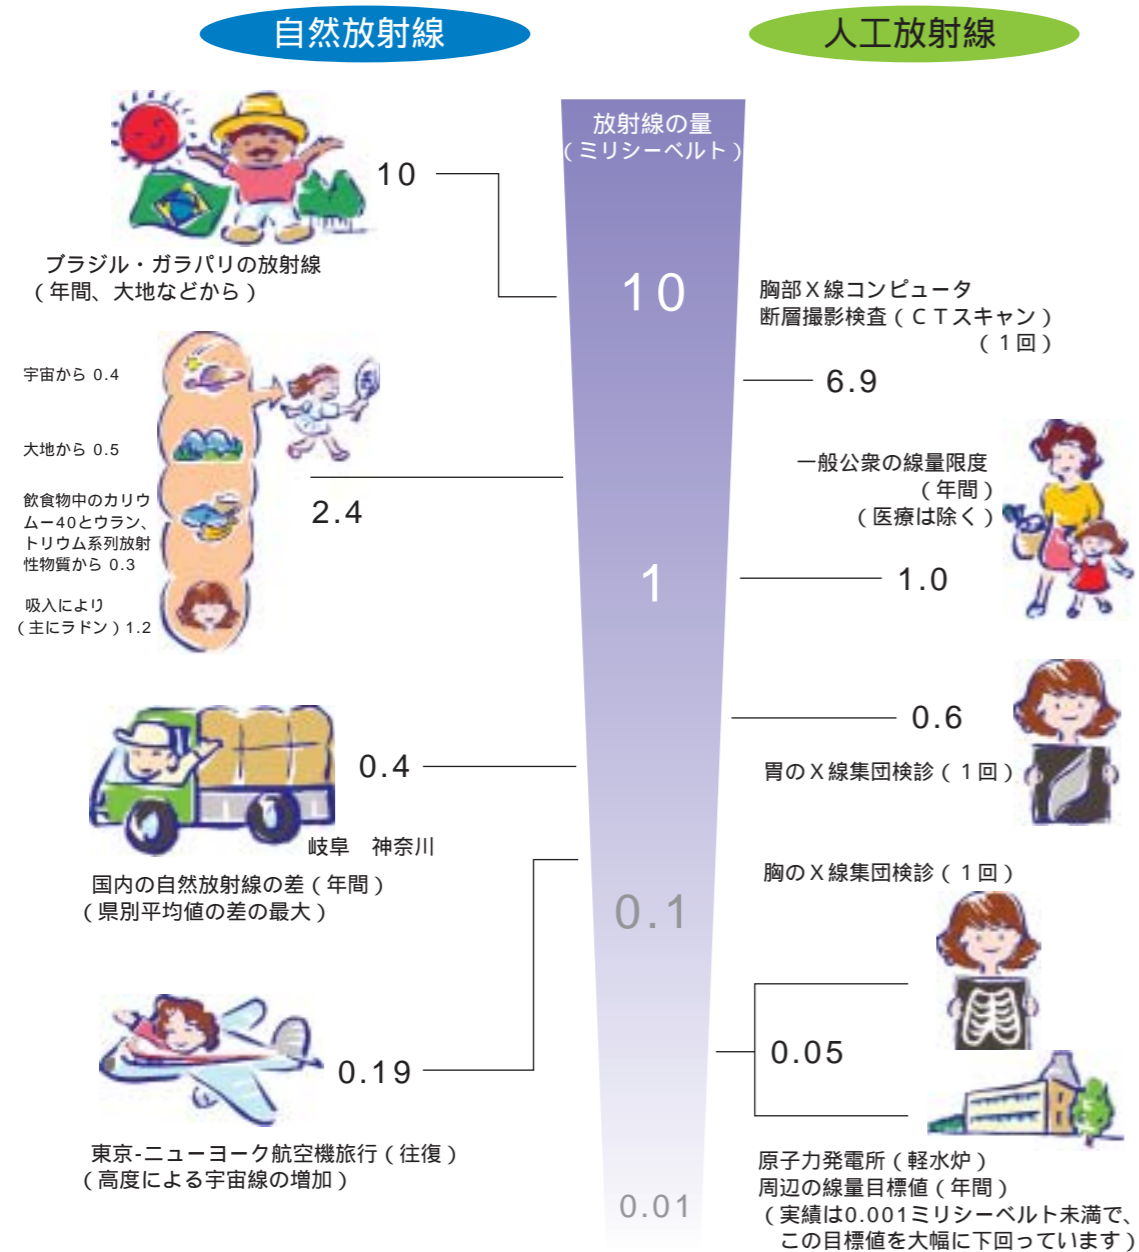 自然放射線
人工放射線
放射線の量
(ミリシーベルト)
10
1
0.1
0.01
10
ブラジル・ガラパリの放射線
(年間、大地などから)
宇宙から 0.4
大地から 0.5
飲食物中のカリウ
ムー40とウラン、
トリウム系列放射
性物質から 0.3
吸入により
(主にラドン)1.2
2.4
0.4
岐阜 神奈川
国内の自然放射線の差(年間)
(県別平均値の差の最大)
0.19
東京-ニューヨーク航空機旅行(往復)
(高度による宇宙線の増加)
胸部X線コンピュータ
断層撮影検査(CTスキャン)
(1回)
6.9
一般公衆の線量限度
(年間)
(医療は除く)
1.0
0.6
胃のX線集団検診(1回)
胸のX線集団検診(1回)
0.05
原子力発電所(軽水炉)
周辺の線量目標値(年間)
(実績は0.001ミリシーベルト未満で、
この目標値を大幅に下回っています)